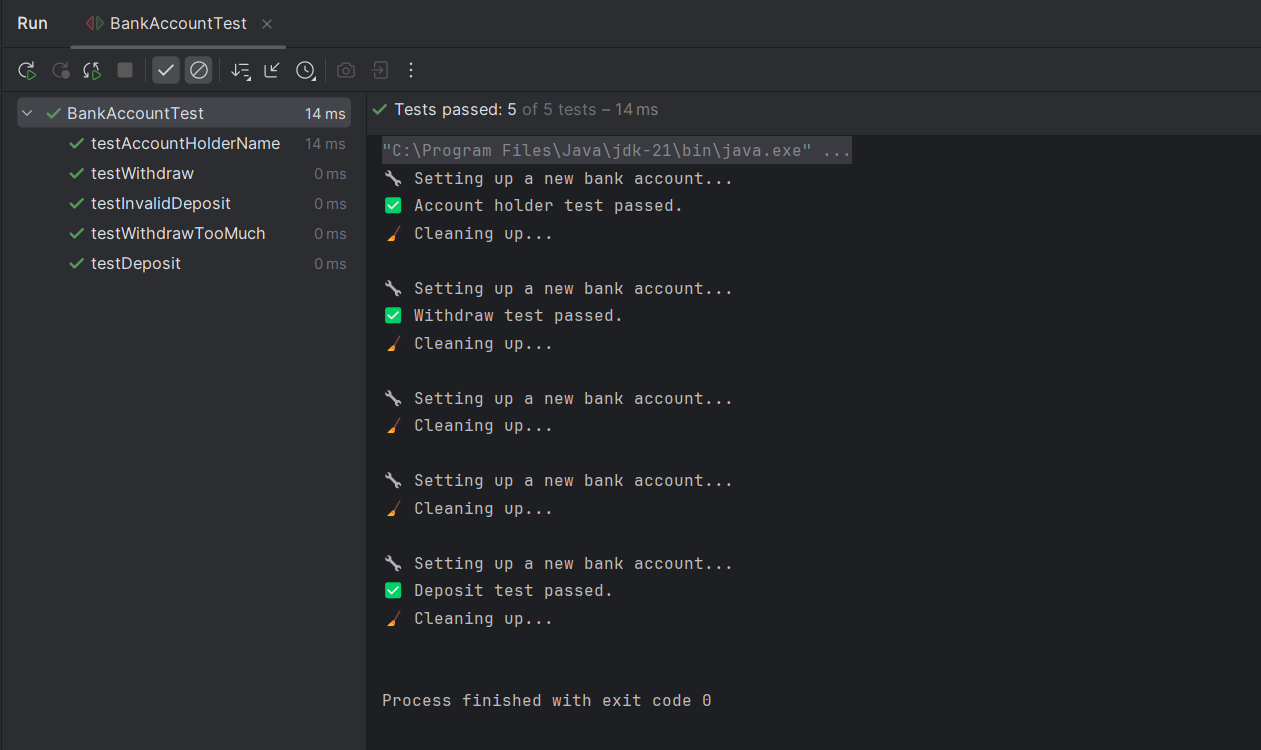 Run BankAccountTest
BankAccountTest 14 ms
testAccountHolderName 14 ms
testWithdraw 0 ms
testInvalidDeposit 0 ms
testWithdrawTooMuch 0 ms
testDeposit 0 ms
Tests passed: 5 of 5 tests – 14 ms
"C:\Program Files\Java\jdk-21\bin\java.exe" ...
🔧 Setting up a new bank account...
✅ Account holder test passed.
🧹 Cleaning up...
🔧 Setting up a new bank account...
✅ Withdraw test passed.
🧹 Cleaning up...
🔧 Setting up a new bank account...
🧹 Cleaning up...
🔧 Setting up a new bank account...
🧹 Cleaning up...
🔧 Setting up a new bank account...
✅ Deposit test passed.
🧹 Cleaning up...
Process finished with exit code 0